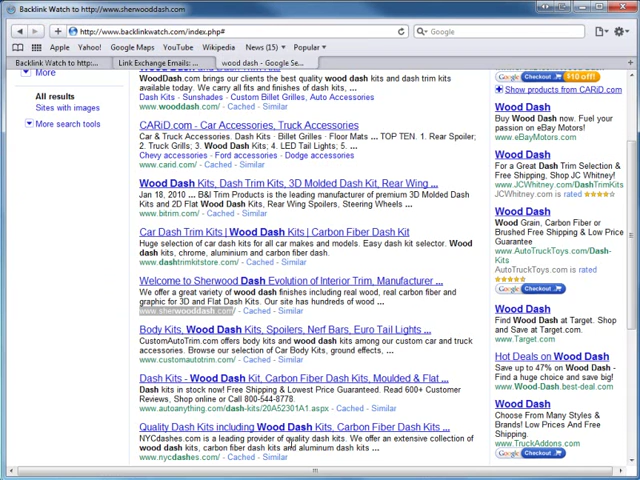 Backlink Watch to http://www.sherwooddash.com
http://www.backlinkwatch.com/index.php#
Google
Apple Yahoo! Google Maps YouTube Wikipedia News (15) Popular
Backlink Watch to http:...
Link Exchange Emails: ...
wood dash - Google Se...
More
All results
Sites with images
More search tools
WoodDash.com brings our clients the best quality wood dash kits and dash trim kits
available today. We carry all fits and finishes of dash kits,
Dash Kits - Sunshades - Custom Billet Grilles, Auto Accessories
www.wooddash.com/ - Cached - Similar
CARiD.com - Car Accessories, Truck Accessories
Car & Truck Accessories. Dash Kits · Billet Grilles · Floor Mats ... TOP TEN. 1. Rear Spoiler;
2. Truck Grills; 3. Wood Dash Kits; 4. LED Tail Lights; 5. ...
Chevy accessories - Ford accessories - Dodge accessories
www.carid.com/ - Cached - Similar
Wood Dash Kits, Dash Trim Kits, 3D Molded Dash Kit, Rear Wing ...
Jan 18, 2010 ... B&I Trim Products is the leading manufacturer of premium 3D Molded Dash Kits
and 2D Flat Wood Dash Kits, Rear Wing Spoilers, Steering Wheels ...
www.bitrim.com/ - Cached - Similar
Car Dash Trim Kits | Wood Dash Kits | Carbon Fiber Dash Kit
Huge selection of car dash kits for all car makes and models. Easy dash kit selector. Wood
dash kits, chrome, aluminum and carbon fiber dash.
www.dashtrimkitstore.com/ - Cached - Similar
Welcome to Sherwood Dash Evolution of Interior Trim, Manufacturer ...
We offer a great variety of wood dash finishes including real wood, real carbon fiber and
graphic for 3D and Flat Dash Kits. Our site has hundreds of wood ...
www.sherwooddash.com/ - Cached - Similar
Body Kits, Wood Dash Kits, Spoilers, Nerf Bars, Euro Tail Lights ...
CustomAutoTrim.com offers body kits and wood dash kits among our custom car and truck
accessories. Browse our selection of Car Body Kits, ground effects, ...
www.customautotrim.com/ - Cached - Similar
Dash Kits - Wood Dash Kit, Carbon Fiber Dash Kits, Moulded & Flat ...
Dash kits in stock now! Free Shipping & Lowest Price Guaranteed. Read 600+ Customer
Reviews, Shop online or Call 800-544-8778.
www.autoanything.com/dash-kits/20A52301A1.aspx - Cached - Similar
Quality Dash Kits including Wood Dash Kits, Carbon Fiber Dash Kits, ...
NYCdashes.com is a leading provider of quality dash kits. We offer an extensive collection of
wood dash kits, carbon fiber dash kits and aluminum dash kits ...
www.nycdashes.com/ - Cached - Similar
Google Checkout $10 off!
Show products from CARiD.com
Wood Dash
Buy Wood Dash now. Fuel your
passion on eBay Motors!
www.eBayMotors.com
Wood Dash
For a Great Dash Trim Selection &
Free Shipping, Shop JC Whitney!
www.JCWhitney.com/DashTrimKits
JCWhitney.com is rated
Wood Dash
Wood Grain, Carbon Fiber or
Brushed Free Shipping & Low Price
Guarantee
www.AutoTruckToys.com/Dash-
Kits
AutoTruckToys.com is rated
Google Checkout
Wood Dash
Find Wood Dash at Target. Shop
and Save at Target.com.
www.Target.com
Hot Deals on Wood Dash
Save up to 47% on Wood Dash -
Find a huge choice and save big!
www.Wood-Dash.best-deal.com
Wood Dash
Choose From Many Styles &
Brands! Low Prices And Free
Shipping.
www.TruckAddons.com
Google Checkout